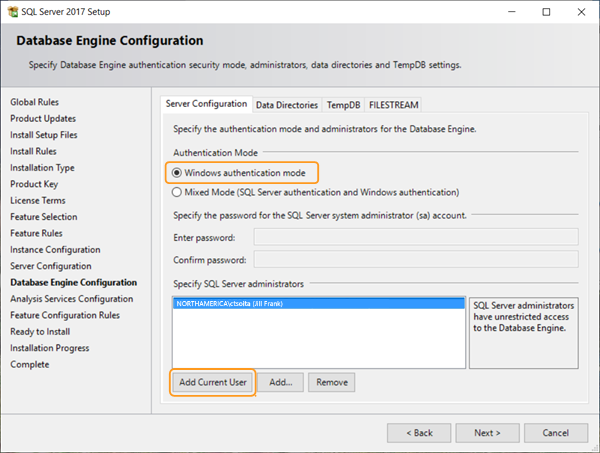 SQL Server 2017 Setup
Database Engine Configuration
Specify Database Engine authentication security mode, administrators, data directories and TempDB settings.
Global Rules
Product Updates
Install Setup Files
Install Rules
Installation Type
Product Key
License Terms
Feature Selection
Feature Rules
Instance Configuration
Server Configuration
Database Engine Configuration
Analysis Services Configuration
Feature Configuration Rules
Ready to Install
Installation Progress
Complete
Server Configuration Data Directories TempDB FILESTREAM
Specify the authentication mode and administrators for the Database Engine.
Authentication Mode
Windows authentication mode
Mixed Mode (SQL Server authentication and Windows authentication)
Specify the password for the SQL Server system administrator (sa) account.
Enter password:
Confirm password:
Specify SQL Server administrators
NORTHAMERICA\ctsoita (Jill Frank)
SQL Server administrators
have unrestricted access
to the Database Engine.
Add Current User Add... Remove
< Back Next > Cancel